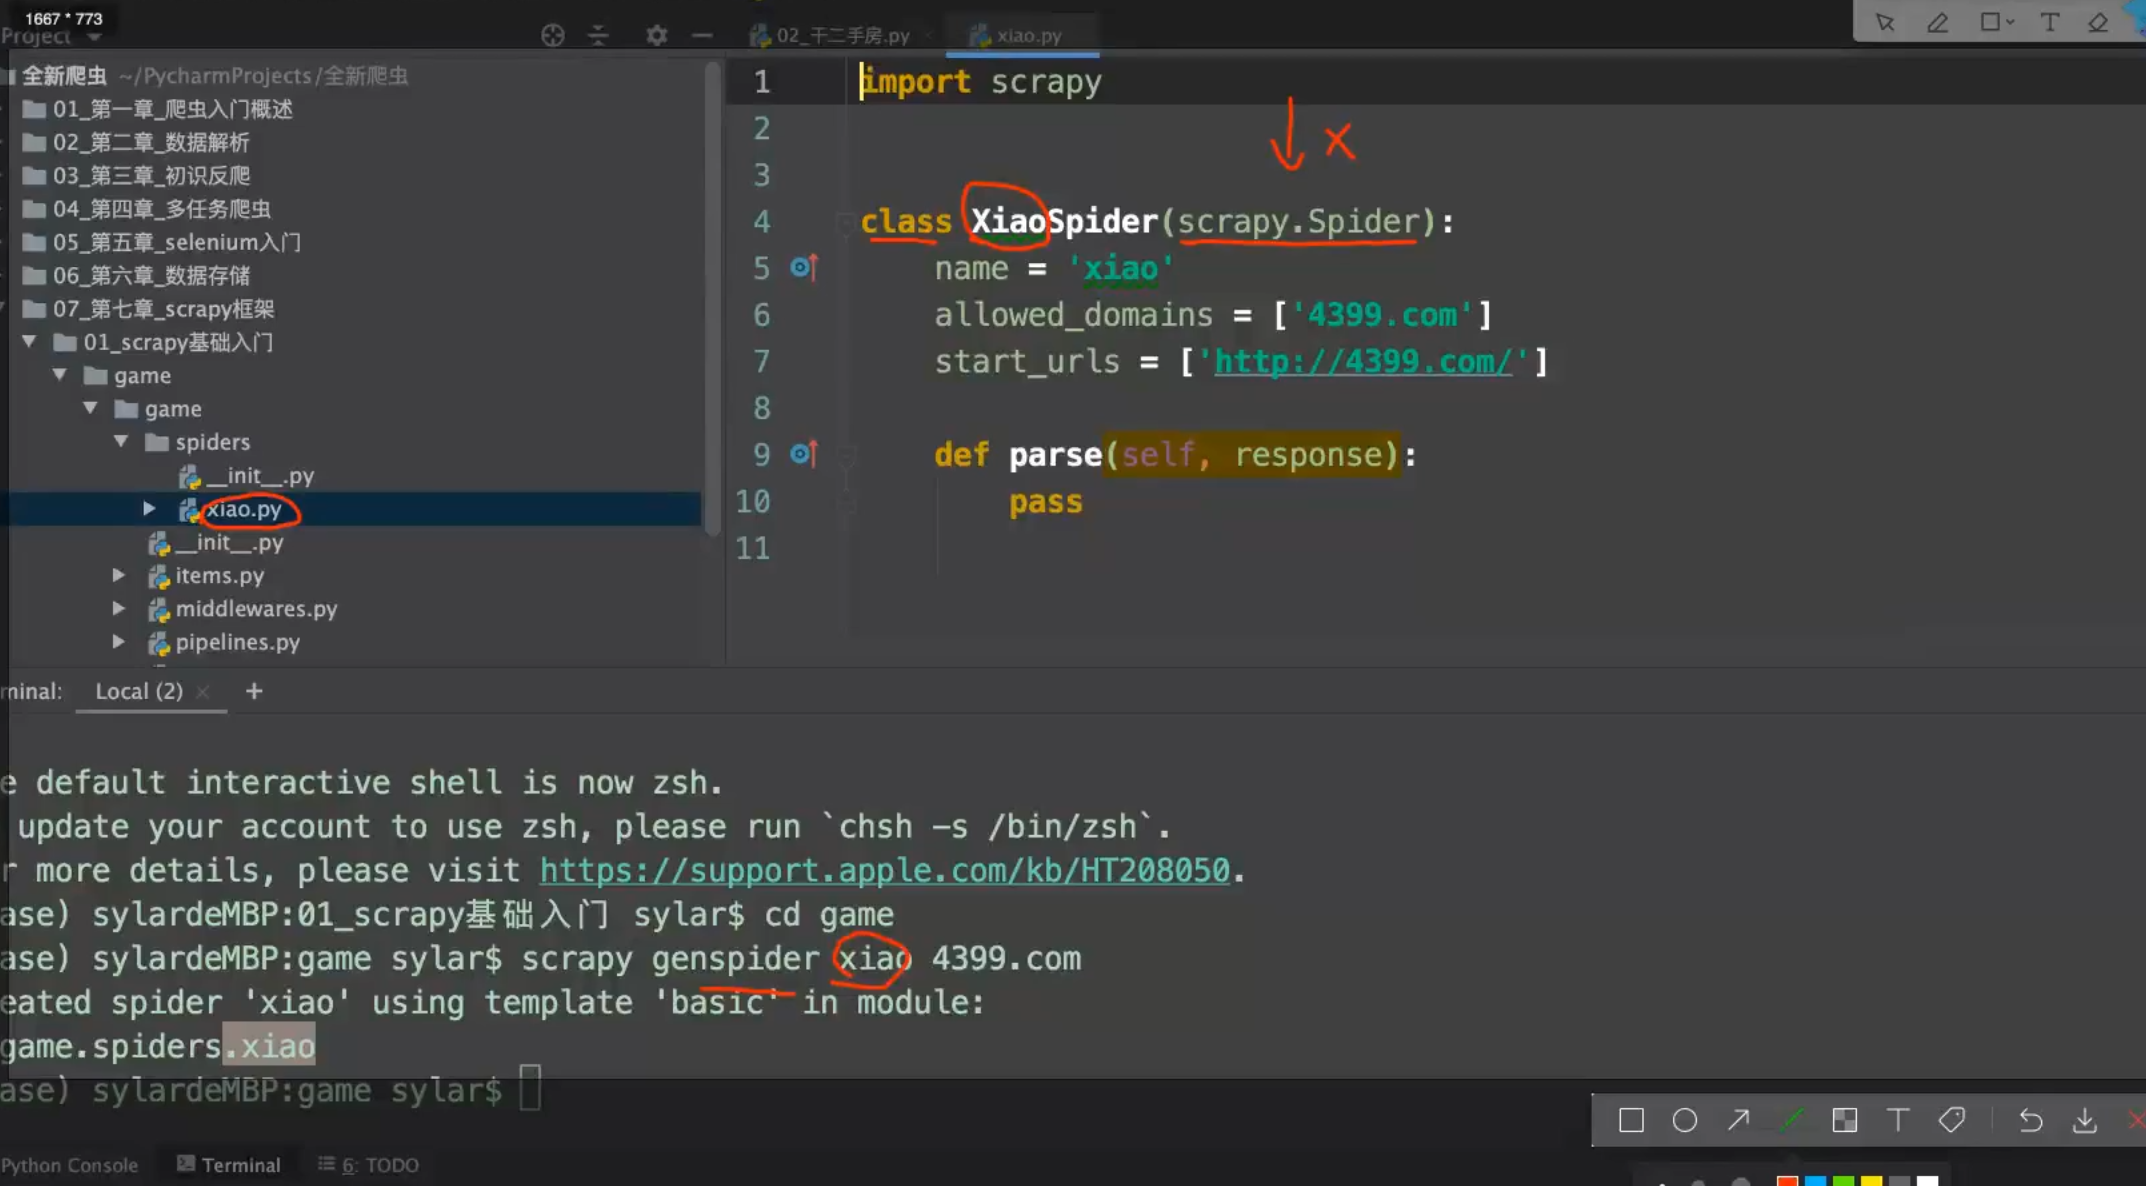 1667 * 773
Project
02_干二手房.py
xiao.py
全新爬虫 ~/PycharmProjects/全新爬虫
01_第一章_爬虫入门概述
02_第二章_数据解析
03_第三章_初识反爬
04_第四章_多任务爬虫
05_第五章_selenium入门
06_第六章_数据存储
07_第七章_scrapy框架
01_scrapy基础入门
game
game
spiders
__init__.py
xiao.py
__init__.py
items.py
middlewares.py
pipelines.py
1 import scrapy
2
x
3
4 class XiaoSpider(scrapy.Spider):
5 name = 'xiao'
6 allowed_domains = ['4399.com']
7 start_urls = ['http://4399.com/']
8
9 def parse(self, response):
10 pass
11
minal: Local (2) +
e default interactive shell is now zsh.
update your account to use zsh, please run `chsh -s /bin/zsh`.
r more details, please visit https://support.apple.com/kb/HT208050.
ase) sylardeMBP:01_scrapy基础入门 sylar$ cd game
ase) sylardeMBP:game sylar$ scrapy genspider xiao 4399.com
eated spider 'xiao' using template 'basic' in module:
game.spiders.xiao
ase) sylardeMBP:game sylar$
Python Console Terminal 6: TODO